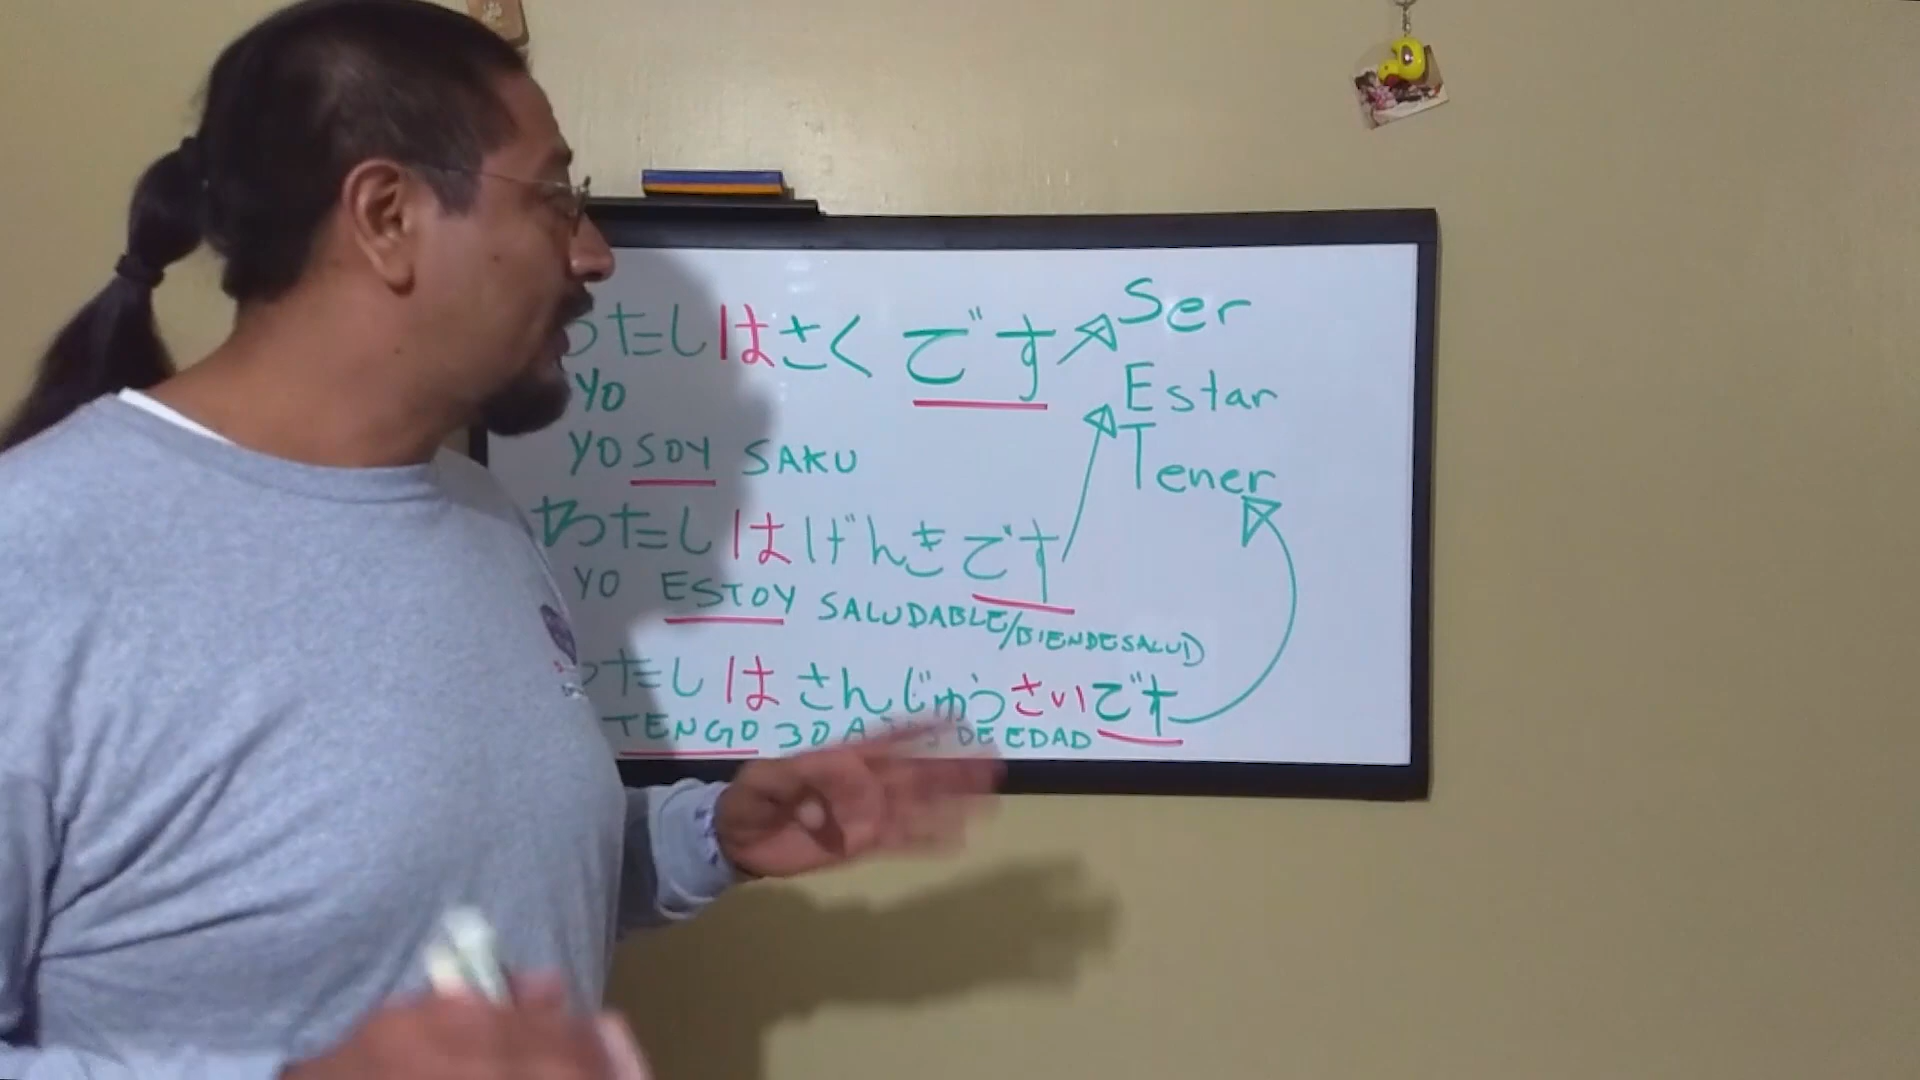 わたしはさくです Ser
YO
Estar
YO SOY SAKU
Tener
わたしはげんきです
YO ESTOY SALUDABLE/BIENDESALUD
たしはさんじゅうさいです
TENGO 30 DE EDAD